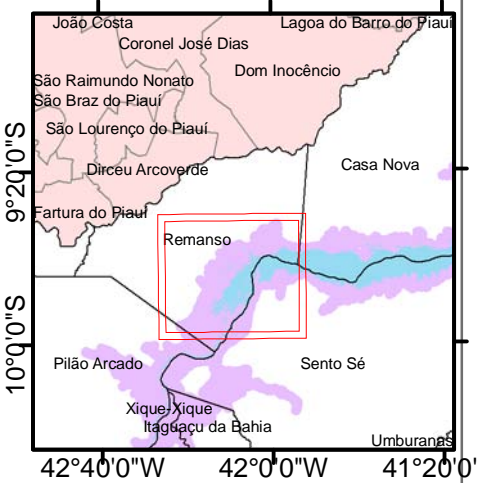 João Costa
Lagoa do Barro do Piauí
Coronel José Dias
Dom Inocêncio
São Raimundo Nonato
São Braz do Piauí
São Lourenço do Piauí
Dirceu Arcoverde
Casa Nova
9°20'0"S
Fartura do Piauí
Remanso
10°0'0"S
Pilão Arcado
Sento Sé
Xique-Xique
Itaguaçu da Bahia
Umburanas
42°40'0"W
42°0'0"W
41°20'0"W